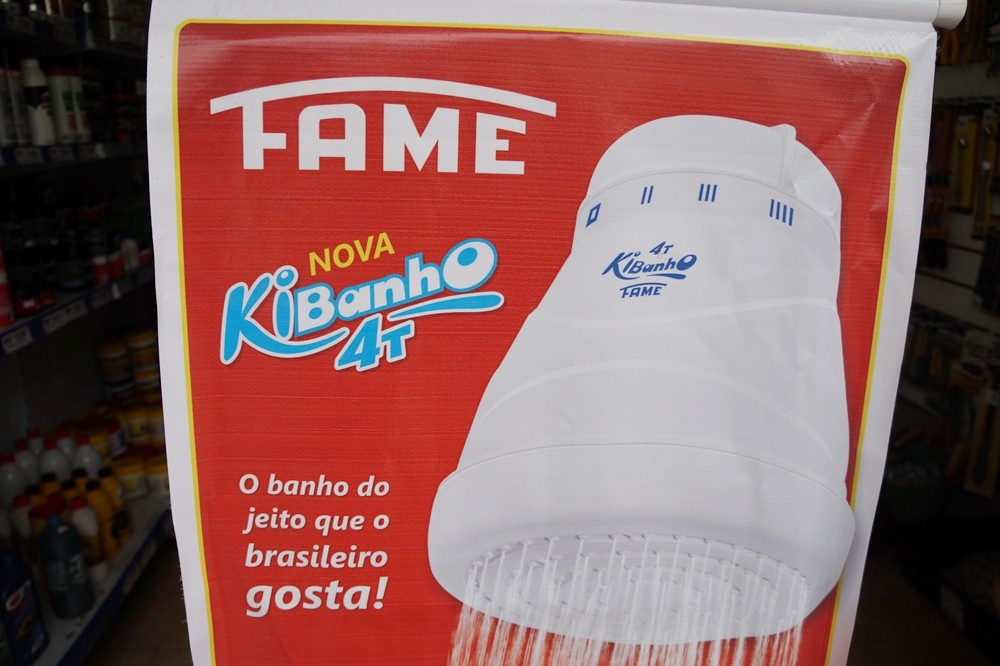 FAME
NOVA
KiBanho
4T
O banho do
jeito que o
brasileiro
gosta!
4T
KiBanho
FAME